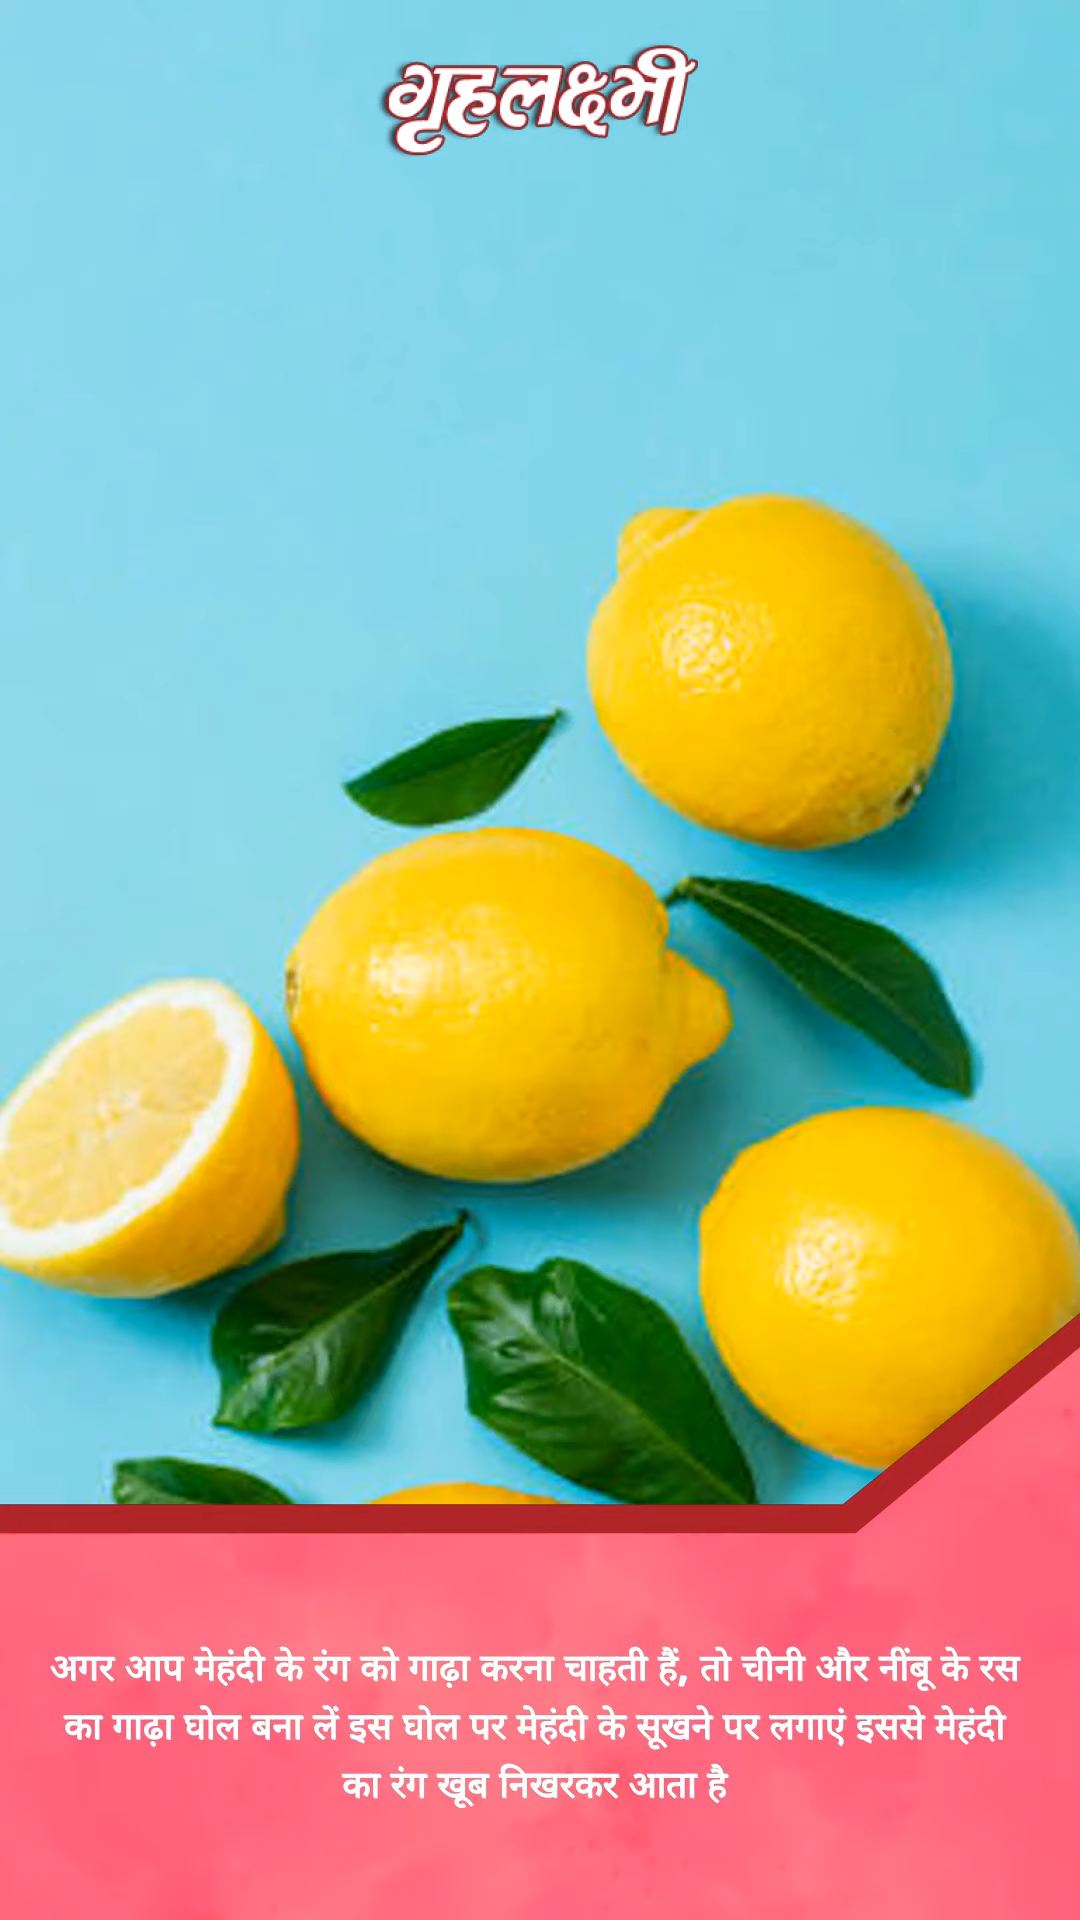 गृहलक्ष्मी
अगर आप मेहंदी के रंग को गाढ़ा करना चाहती हैं, तो चीनी और नींबू के रस
का गाढ़ा घोल बना लें इस घोल पर मेहंदी के सूखने पर लगाएं इससे मेहंदी
का रंग खूब निखरकर आता है